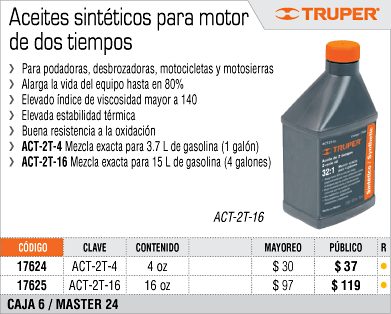 Aceites sintéticos para motor
de dos tiempos
TRUPER®
› Para podadoras, desbrozadoras, motocicletas y motosierras
› Alarga la vida del equipo hasta en 80%
› Elevado índice de viscosidad mayor a 140
› Elevada estabilidad térmica
› Buena resistencia a la oxidación
› ACT-2T-4 Mezcla exacta para 3.7 L de gasolina (1 galón)
› ACT-2T-16 Mezcla exacta para 15 L de gasolina (4 galones)
TRUPER
32:1
Sintético / Synthetic
ACT-2T-16
CÓDIGO CLAVE CONTENIDO MAYOREO PÚBLICO R
17624 ACT-2T-4 4 oz $ 30 $ 37
17625 ACT-2T-16 16 oz $ 97 $ 119
CAJA 6 / MASTER 24